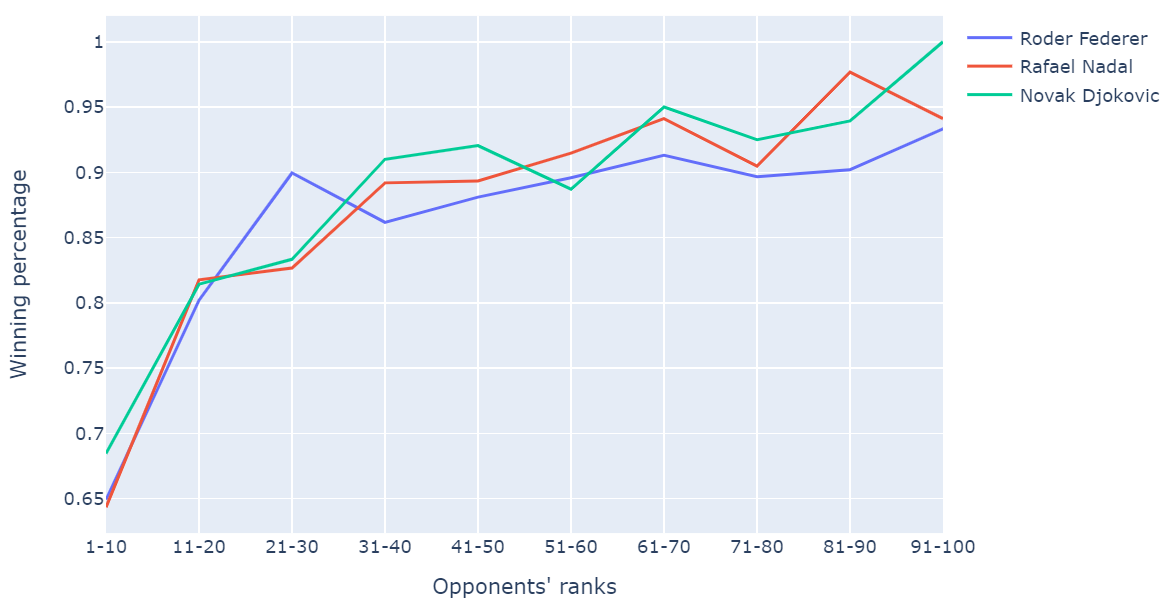 Roder Federer
Rafael Nadal
Novak Djokovic
Winning percentage
1
0.95
0.9
0.85
0.8
0.75
0.7
0.65
1-10 11-20 21-30 31-40 41-50 51-60 61-70 71-80 81-90 91-100
Opponents' ranks